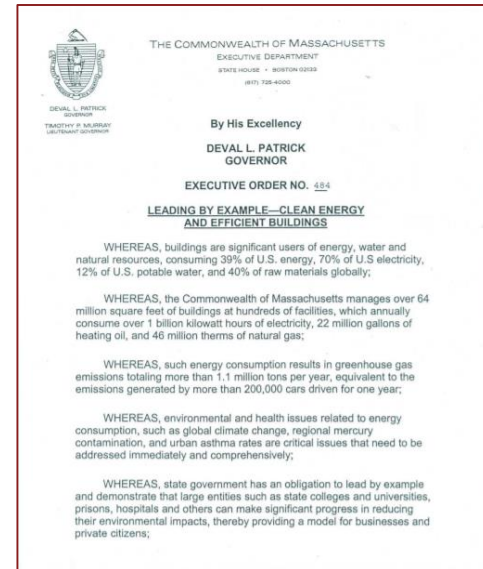 THE COMMONWEALTH OF MASSACHUSETTS
EXECUTIVE DEPARTMENT
STATE HOUSE • BOSTON 02133
(617) 725-4000
DEVAL L. PATRICK
GOVERNOR
TIMOTHY P. MURRAY
LIEUTENANT GOVERNOR
By His Excellency
DEVAL L. PATRICK
GOVERNOR
EXECUTIVE ORDER NO. 484
LEADING BY EXAMPLE—CLEAN ENERGY
AND EFFICIENT BUILDINGS
WHEREAS, buildings are significant users of energy, water and
natural resources, consuming 39% of U.S. energy, 70% of U.S electricity,
12% of U.S. potable water, and 40% of raw materials globally;
WHEREAS, the Commonwealth of Massachusetts manages over 64
million square feet of buildings at hundreds of facilities, which annually
consume over 1 billion kilowatt hours of electricity, 22 million gallons of
heating oil, and 46 million therms of natural gas;
WHEREAS, such energy consumption results in greenhouse gas
emissions totaling more than 1.1 million tons per year, equivalent to the
emissions generated by more than 200,000 cars driven for one year;
WHEREAS, environmental and health issues related to energy
consumption, such as global climate change, regional mercury
contamination, and urban asthma rates are critical issues that need to be
addressed immediately and comprehensively;
WHEREAS, state government has an obligation to lead by example
and demonstrate that large entities such as state colleges and universities,
prisons, hospitals and others can make significant progress in reducing
their environmental impacts, thereby providing a model for businesses and
private citizens;